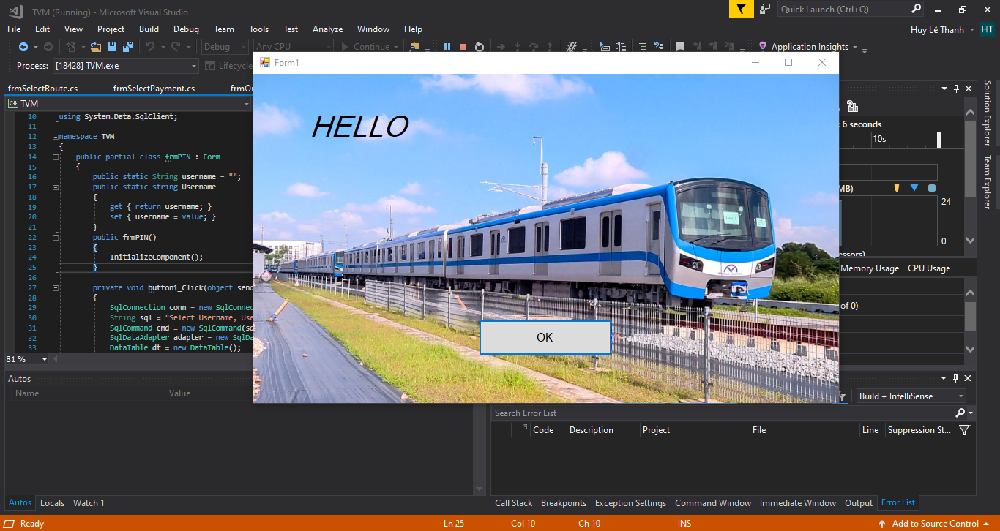 TVM (Running) - Microsoft Visual Studio
Quick Launch (Ctrl+Q)
File Edit View Project Build Debug Team Tools Test Analyze Window Help
Huy Lê Thanh HT
Debug Any CPU Continue Application Insights
Process: [18428] TVM.exe Lifecycle
frmSelectRoute.cs frmSelectPayment.cs
C# TVM
10 using System.Data.SqlClient;
11
12 namespace TVM
13 {
14 public partial class frmPIN : Form
15 {
16 public static String username = "";
17 public static string Username
18 {
19 get { return username; }
20 set { username = value; }
21 }
22 public frmPIN()
23 {
24 InitializeComponent();
25 }
26
27 private void button1_Click(object send
28 {
29 SqlConnection conn = new SqlConnec
30 String sql = "Select Username, Use
31 SqlCommand cmd = new SqlCommand(sq
32 SqlDataAdapter adapter = new SqlDa
33 DataTable dt = new DataTable();
81 %
Form1
HELLO
OK
: 6 seconds
10s
MB)
24
0
Memory Usage CPU Usage
of 0)
Solution Explorer
Team Explorer
Autos
Name Value
Build + IntelliSense
Search Error List
Code Description Project File Line Suppression St...
Autos Locals Watch 1
Call Stack Breakpoints Exception Settings Command Window Immediate Window Output Error List
Ready Ln 25 Col 10 Ch 10 INS Add to Source Control